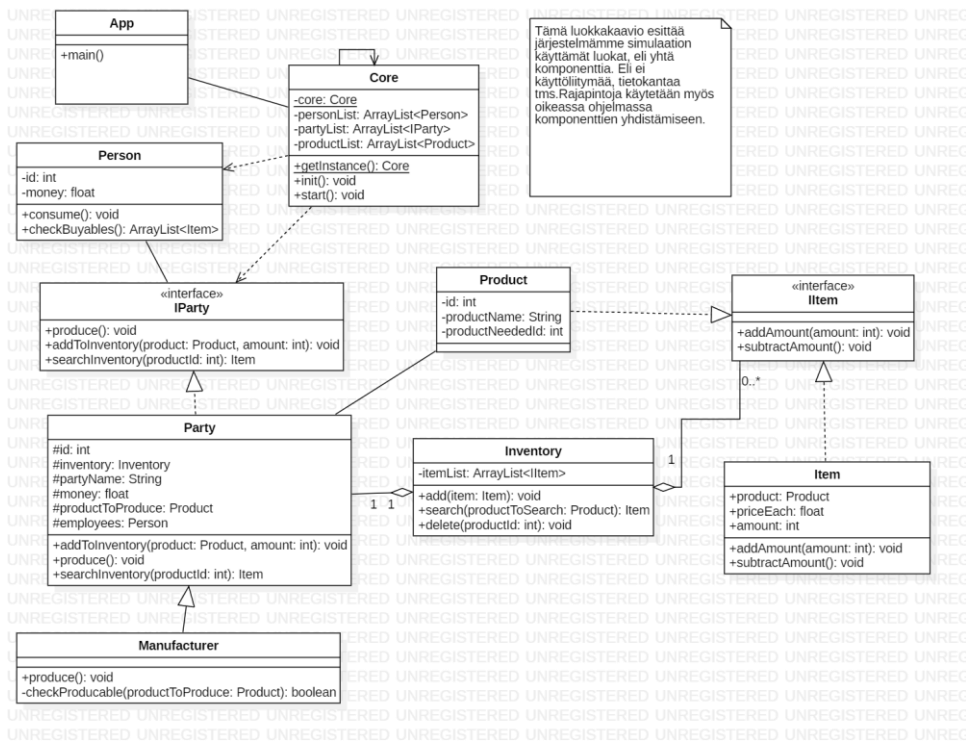 App
+main()
Core
-core: Core
-personList: ArrayList<Person>
-partyList: ArrayList<IParty>
-productList: ArrayList<Product>
+getInstance(): Core
+init(): void
+start(): void
Tämä luokkakaavio esittää
järjestelmämme simulaation
käyttämät luokat, eli yhtä
komponenttia. Eli ei
käyttöliitymää, tietokantaa
tms.Rajapintoja käytetään myös
oikeassa ohjelmassa
komponenttien yhdistämiseen.
Person
-id: int
-money: float
+consume(): void
+checkBuyables(): ArrayList<Item>
«interface»
IParty
+produce(): void
+addToInventory(product: Product, amount: int): void
+searchInventory(productId: int): Item
Product
-id: int
-productName: String
-productNeededId: int
«interface»
IItem
+addAmount(amount: int): void
+subtractAmount(): void
0..*
Party
#id: int
#inventory: Inventory
#partyName: String
#money: float
#productToProduce: Product
#employees: Person
+addToInventory(product: Product, amount: int): void
+produce(): void
+searchInventory(productId: int): Item
1 1
Inventory
-itemList: ArrayList<IItem>
+add(item: Item): void
+search(productToSearch: Product): Item
+delete(productId: int): void
1
Item
+product: Product
+priceEach: float
+amount: int
+addAmount(amount: int): void
+subtractAmount(): void
Manufacturer
+produce(): void
-checkProducable(productToProduce: Product): boolean
UNREGISTERED